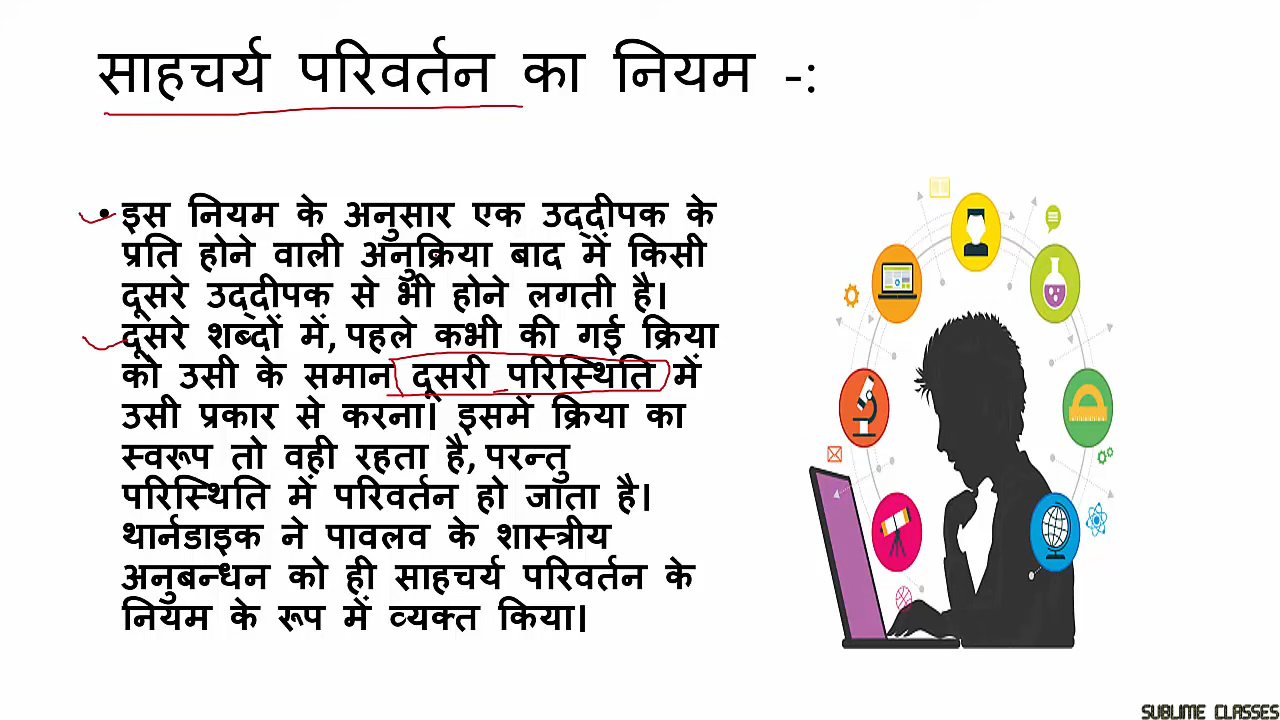 साहचर्य परिवर्तन का नियम -:
• इस नियम के अनुसार एक उद्दीपक के
प्रति होने वाली अनुक्रिया बाद में किसी
दूसरे उद्दीपक से भी होने लगती है।
दूसरे शब्दों में, पहले कभी की गई क्रिया
को उसी के समान दूसरी परिस्थिति में
उसी प्रकार से करना। इसमें क्रिया का
स्वरूप तो वही रहता है, परन्तु
परिस्थिति में परिवर्तन हो जाता है।
थार्नडाइक ने पावलव के शास्त्रीय
अनुबन्धन को ही साहचर्य परिवर्तन के
नियम के रूप में व्यक्त किया।
SUBLIME CLASSES